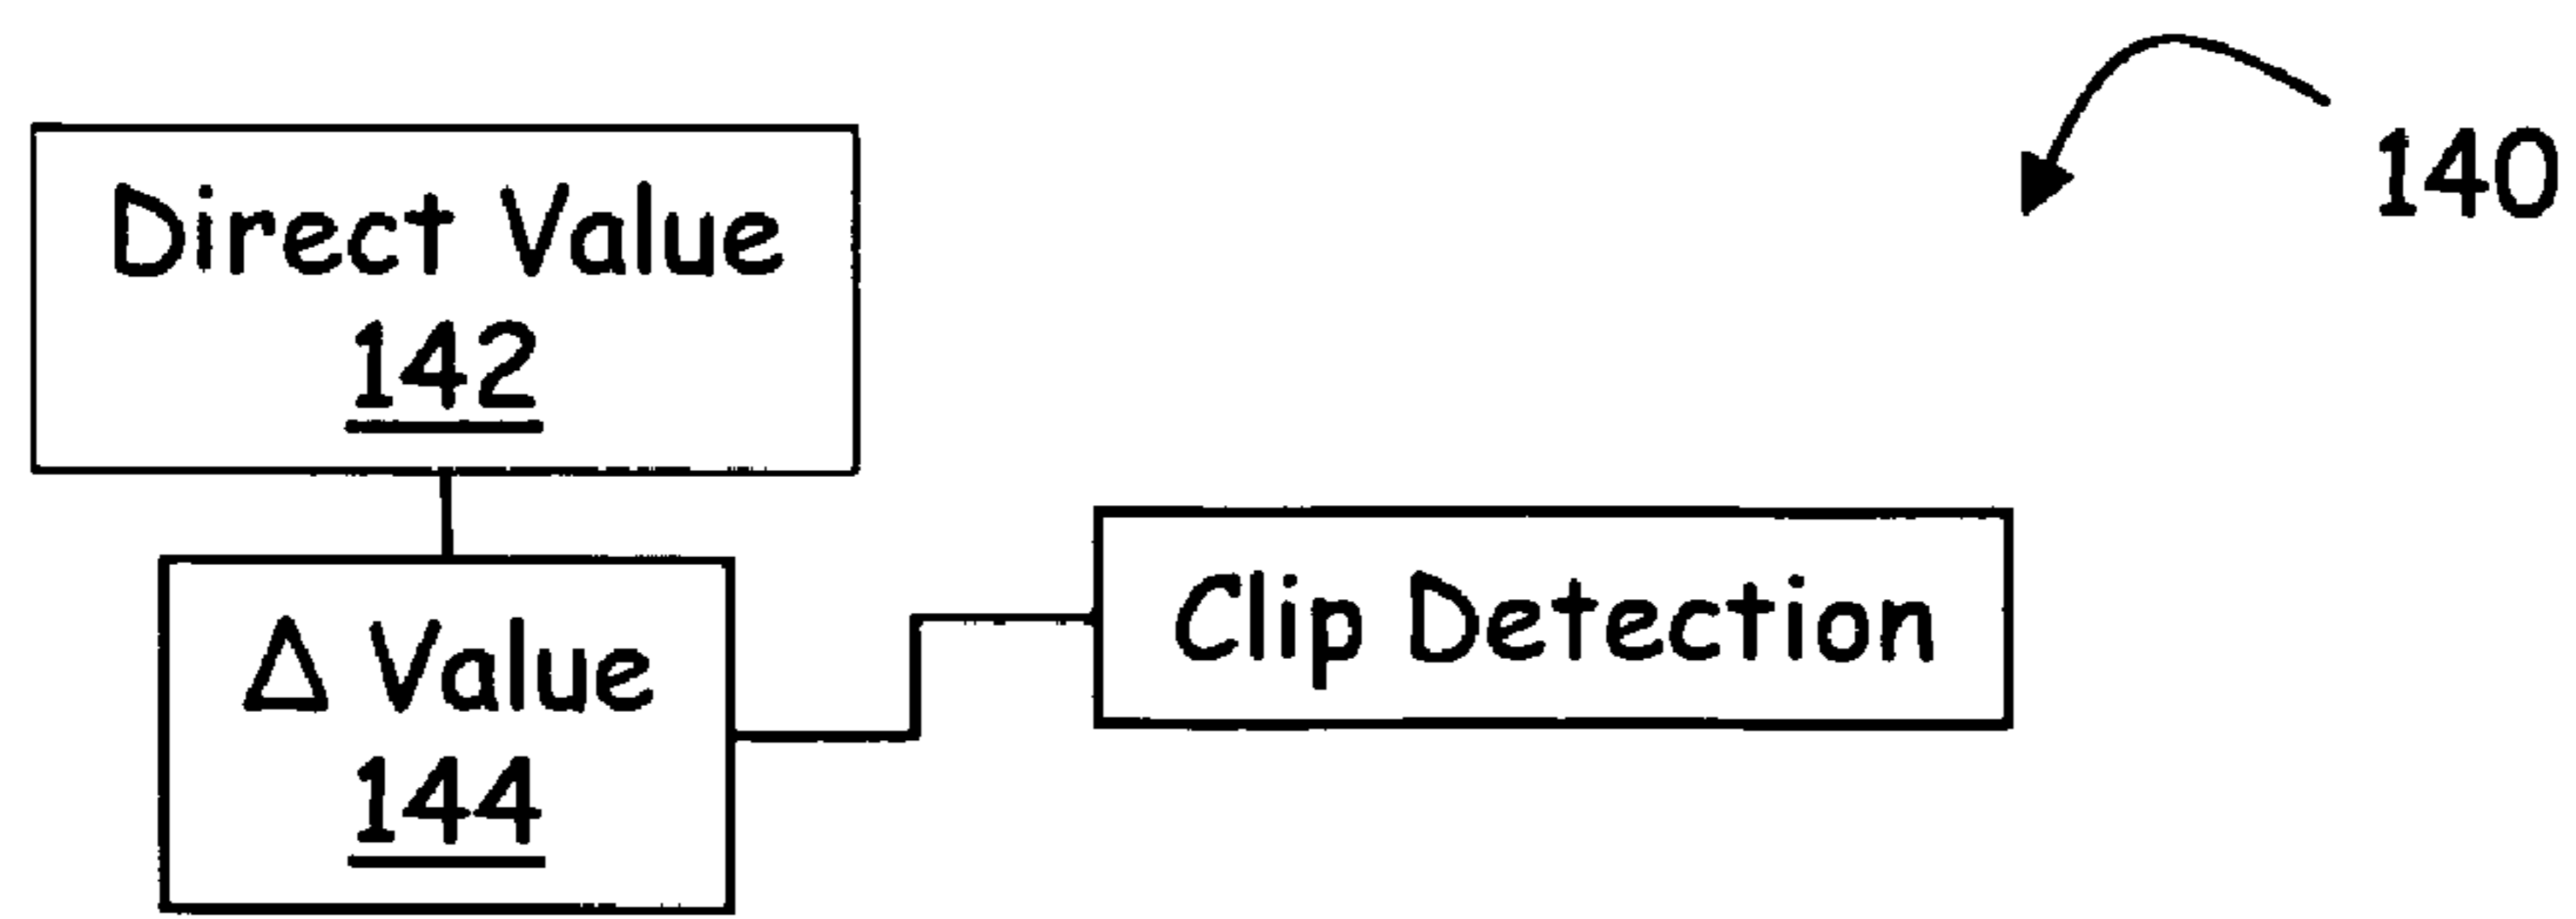 140
Direct Value
142
Δ Value
144
Clip Detection